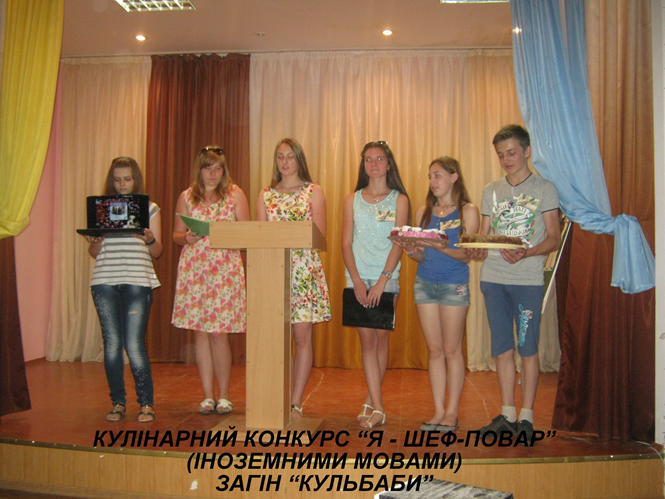 КУЛІНАРНИЙ КОНКУРС “Я - ШЕФ-ПОВАР”
(ІНОЗЕМНИМИ МОВАМИ)
ЗАГІН “КУЛЬБАБИ”